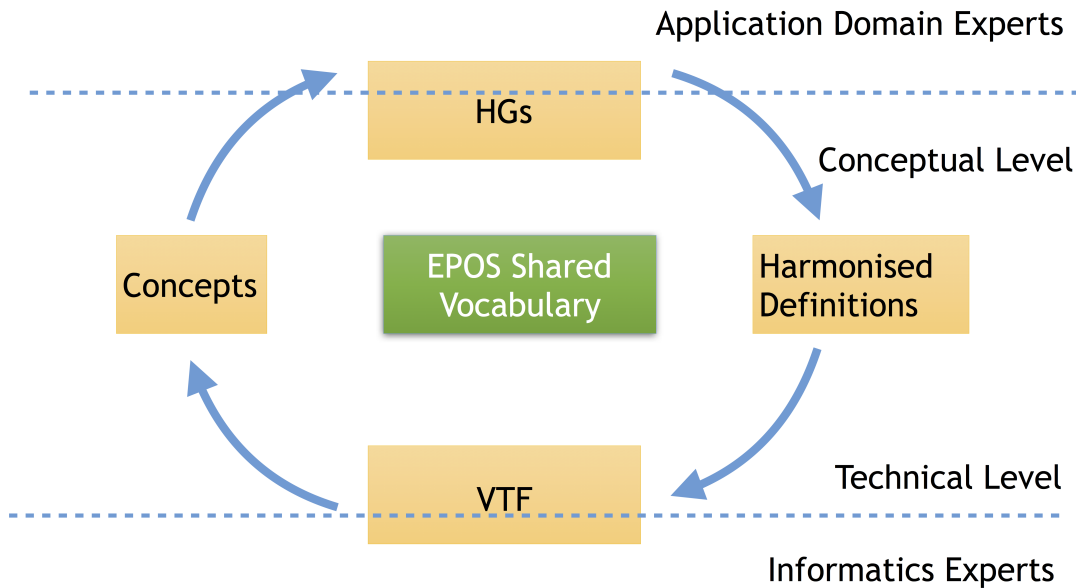 Application Domain Experts
HGs
Conceptual Level
Concepts
EPOS Shared
Vocabulary
Harmonised
Definitions
VTF
Technical Level
Informatics Experts